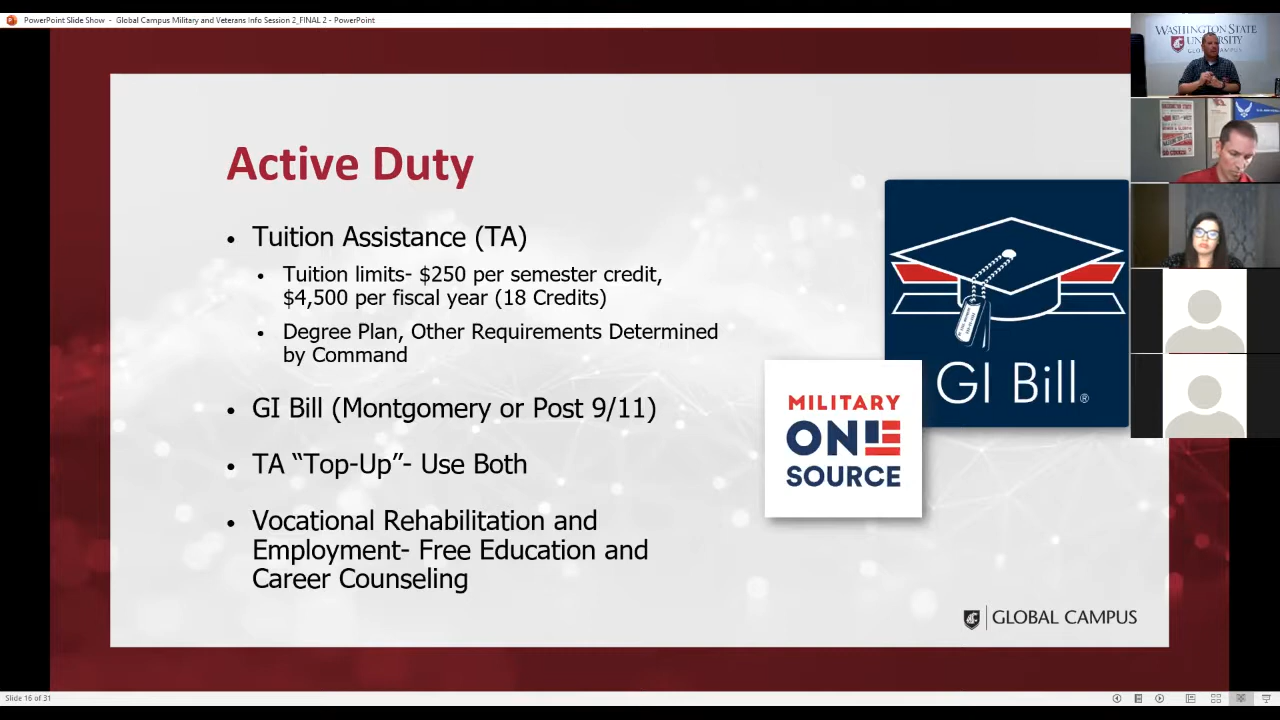 PowerPoint Slide Show - Global Campus Military and Veterans Info Session 2_FINAL 2 - PowerPoint
WASHINGTON STATE
UNIVERSITY
GLOBAL CAMPUS
Active Duty
• Tuition Assistance (TA)
• Tuition limits- $250 per semester credit,
$4,500 per fiscal year (18 Credits)
• Degree Plan, Other Requirements Determined
by Command
• GI Bill (Montgomery or Post 9/11)
• TA “Top-Up”- Use Both
• Vocational Rehabilitation and
Employment- Free Education and
Career Counseling
GI Bill®
MILITARY
ONE
SOURCE
GLOBAL CAMPUS
Slide 16 of 31